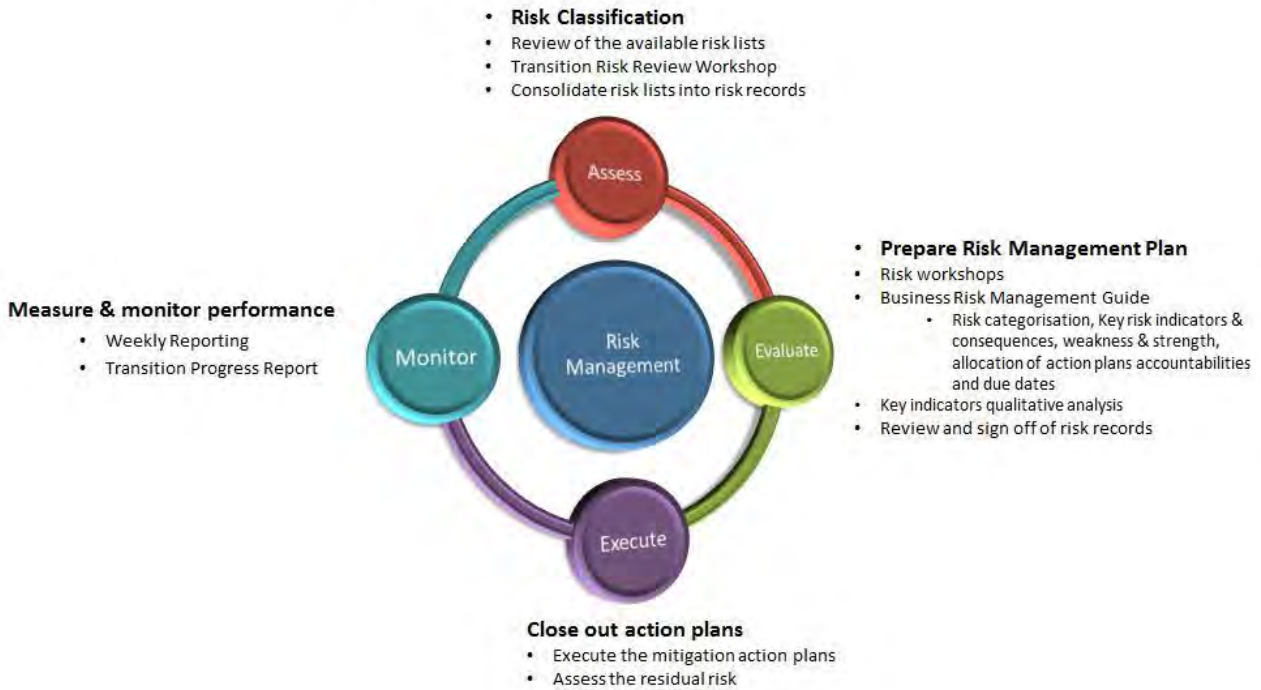 • Risk Classification
• Review of the available risk lists
• Transition Risk Review Workshop
• Consolidate risk lists into risk records
Assess
• Prepare Risk Management Plan
• Risk workshops
• Business Risk Management Guide
• Risk categorisation, Key risk indicators &
consequences, weakness & strength,
allocation of action plans accountabilities
and due dates
• Key indicators qualitative analysis
• Review and sign off of risk records
Evaluate
Risk
Management
Measure & monitor performance
• Weekly Reporting
• Transition Progress Report
Monitor
Execute
Close out action plans
• Execute the mitigation action plans
• Assess the residual risk